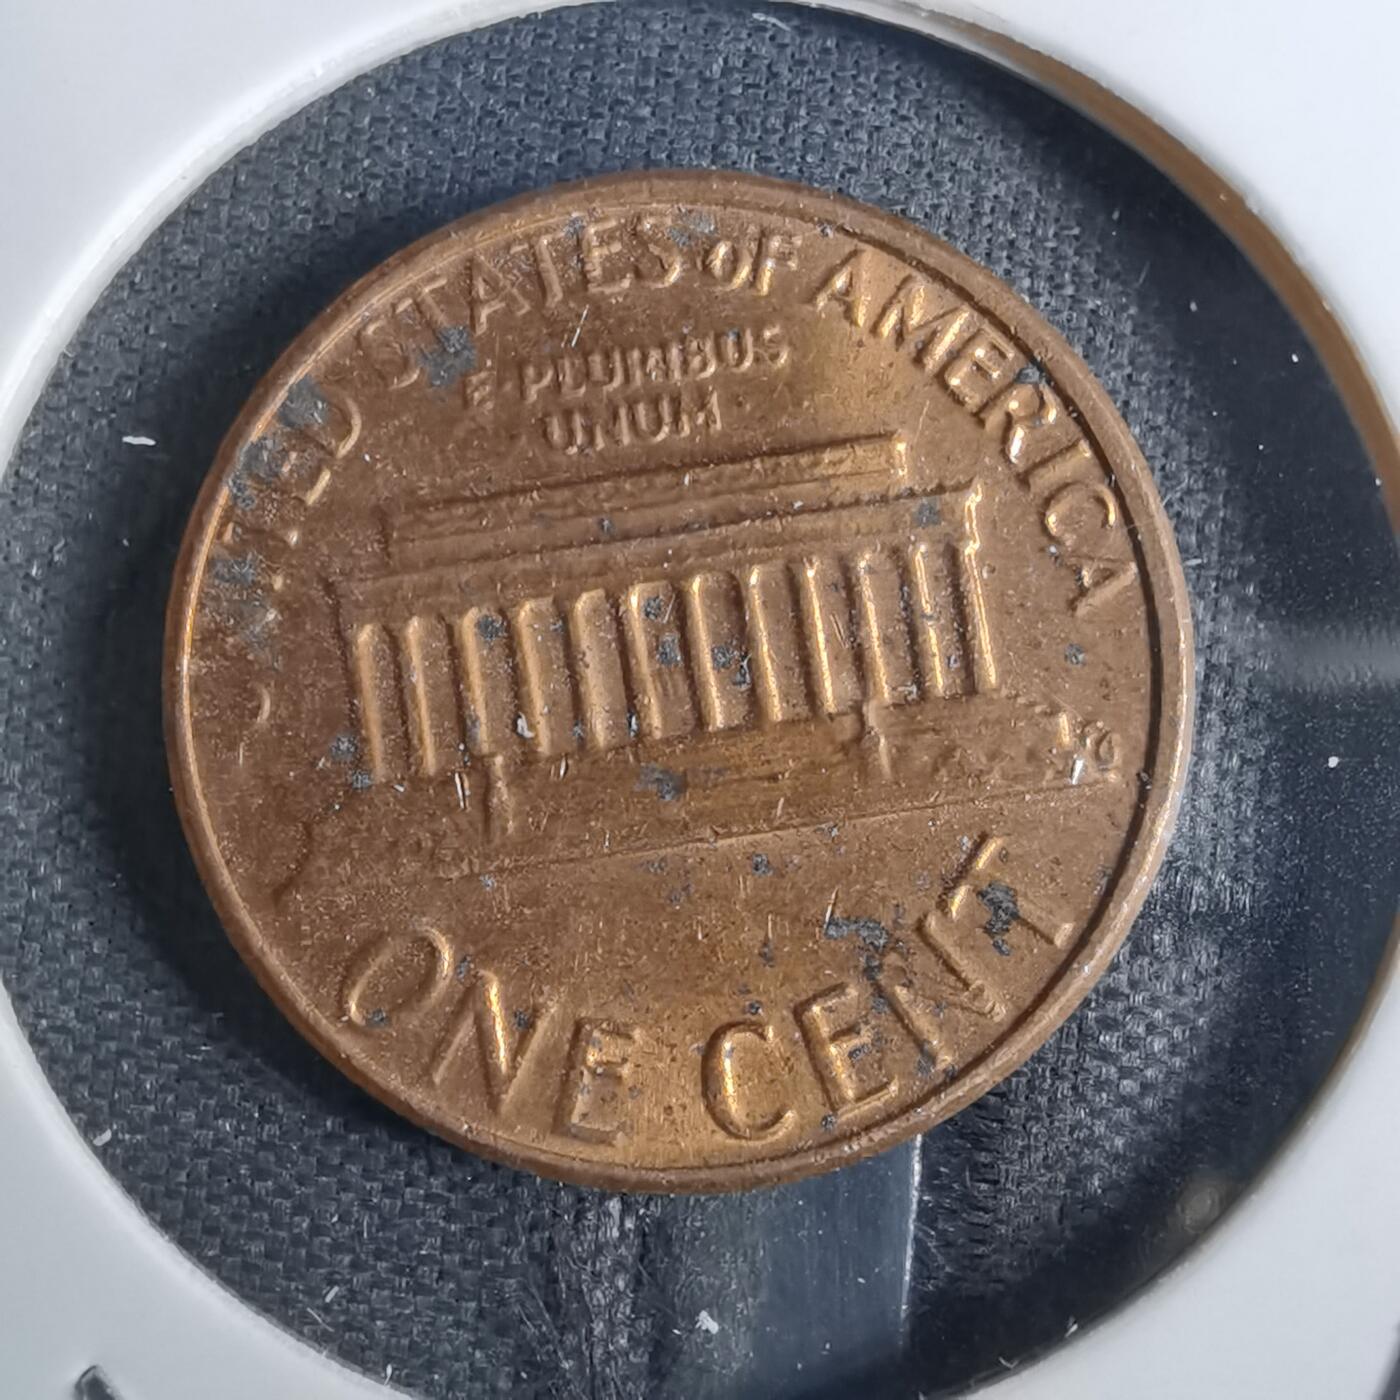 UNITED STATES OF AMERICA
E·PLURIBUS
UNUM
ONE CENT